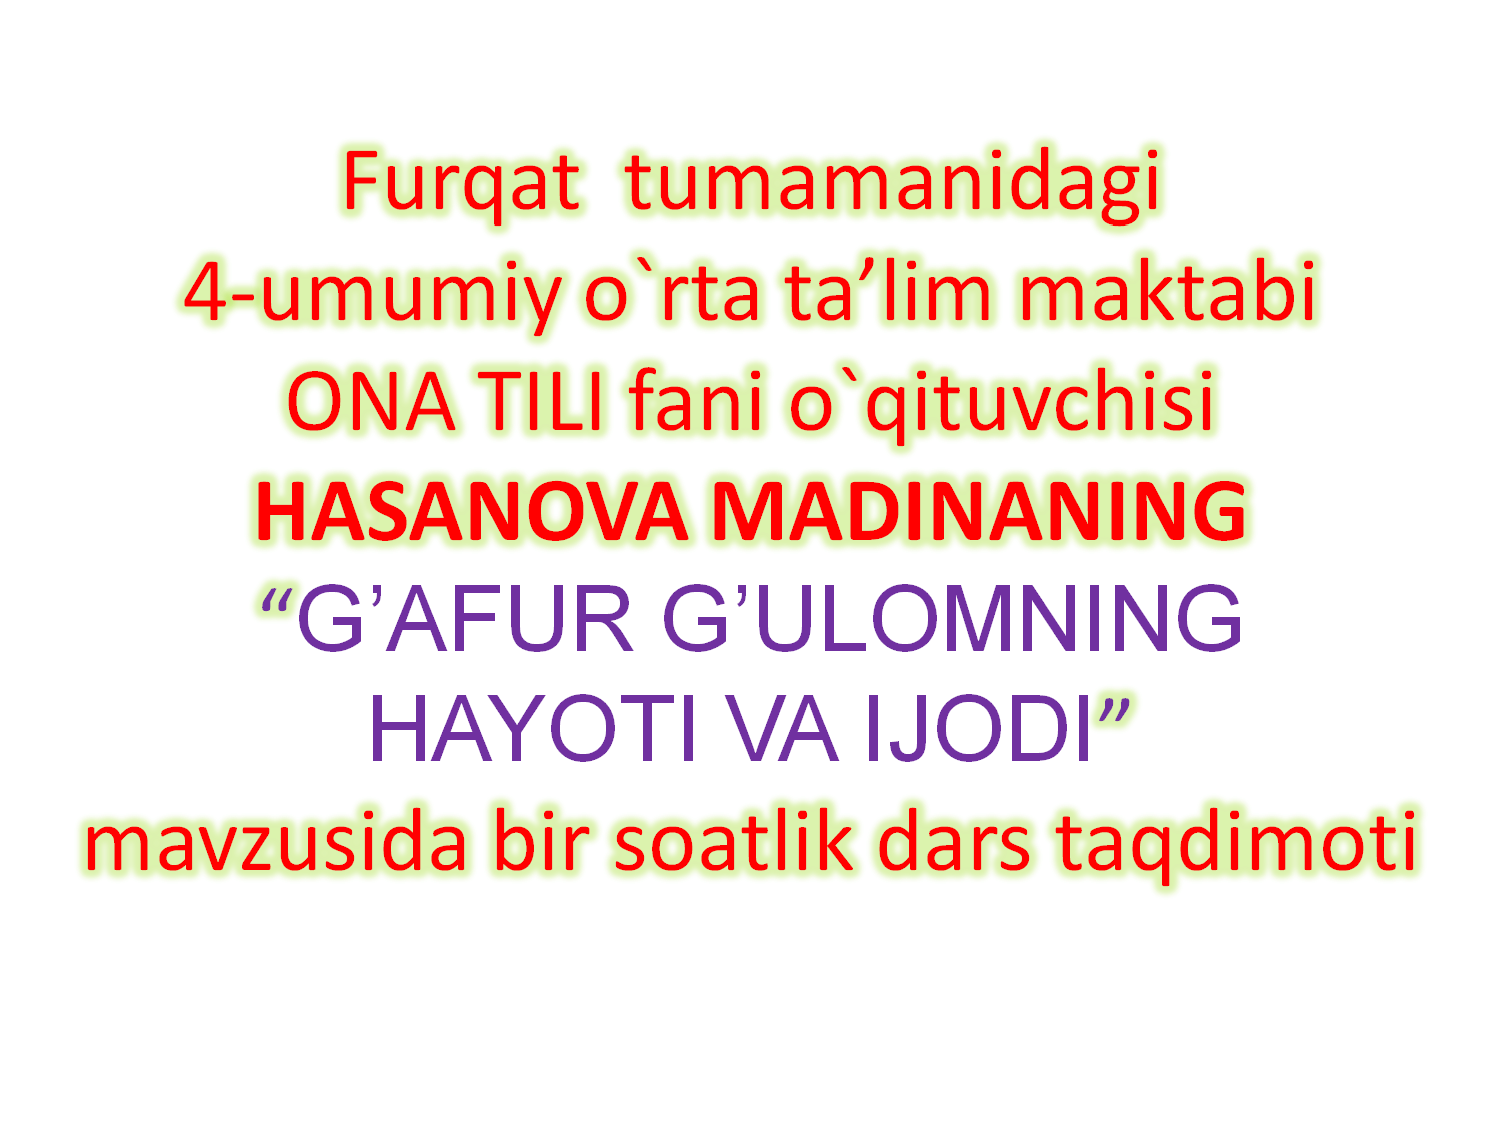 Furqat  tumamanidagi
4-umumiy o`rta ta’lim maktabi
ONA TILI fani o`qituvchisi
HASANOVA MADINANING
“G’AFUR G’ULOMNING
HAYOTI VA IJODI”
mavzusida bir soatlik dars taqdimoti